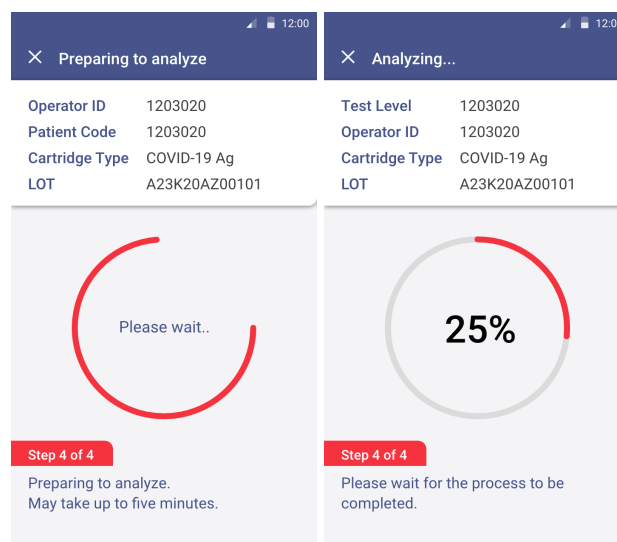 12:00
Preparing to analyze
Operator ID 1203020
Patient Code 1203020
Cartridge Type COVID-19 Ag
LOT A23K20AZ00101
Please wait..
Step 4 of 4
Preparing to analyze.
May take up to five minutes.
12:0
Analyzing...
Test Level 1203020
Operator ID 1203020
Cartridge Type COVID-19 Ag
LOT A23K20AZ00101
25%
Step 4 of 4
Please wait for the process to be
completed.